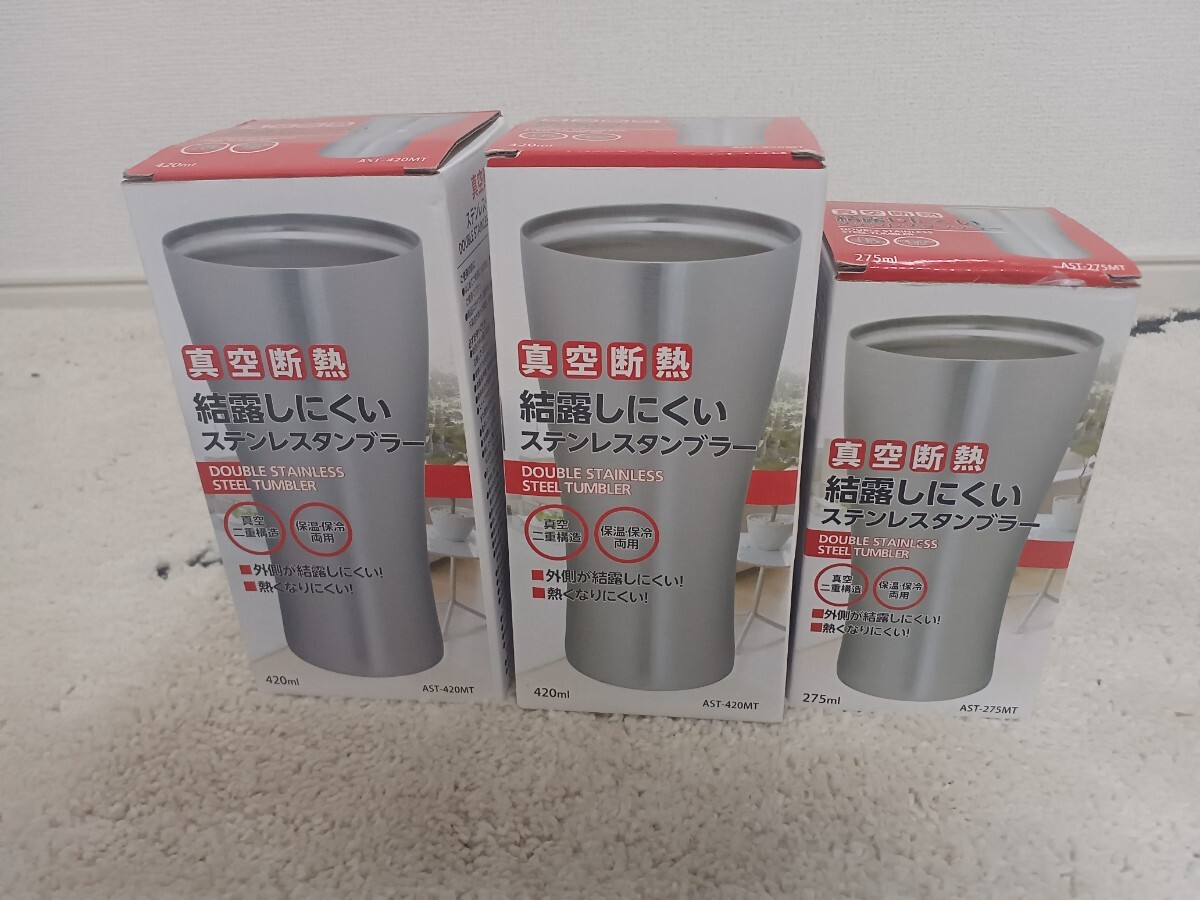 420ml
AST-420MT
真空断熱
結露しにくい
ステンレスタンブラー
DOUBLE STAINLESS
STEEL TUMBLER
真空
二重構造
保温・保冷
両用
■外側が結露しにくい!
■熱くなりにくい!
420ml
AST-420MT
420ml
真空断熱
結露しにくい
ステンレスタンブラー
DOUBLE STAINLESS
STEEL TUMBLER
真空
二重構造
保温・保冷
両用
■外側が結露しにくい!
■熱くなりにくい!
420ml
AST-420MT
真空断熱
DOUBLE STAINLESS
STEEL TUMBLER
275ml
AST-275MT
真空断熱
結露しにくい
ステンレスタンブラー
DOUBLE STAINLESS
STEEL TUMBLER
真空
二重構造
保温・保冷
両用
■外側が結露しにくい!
■熱くなりにくい!
275ml
AST-275MT